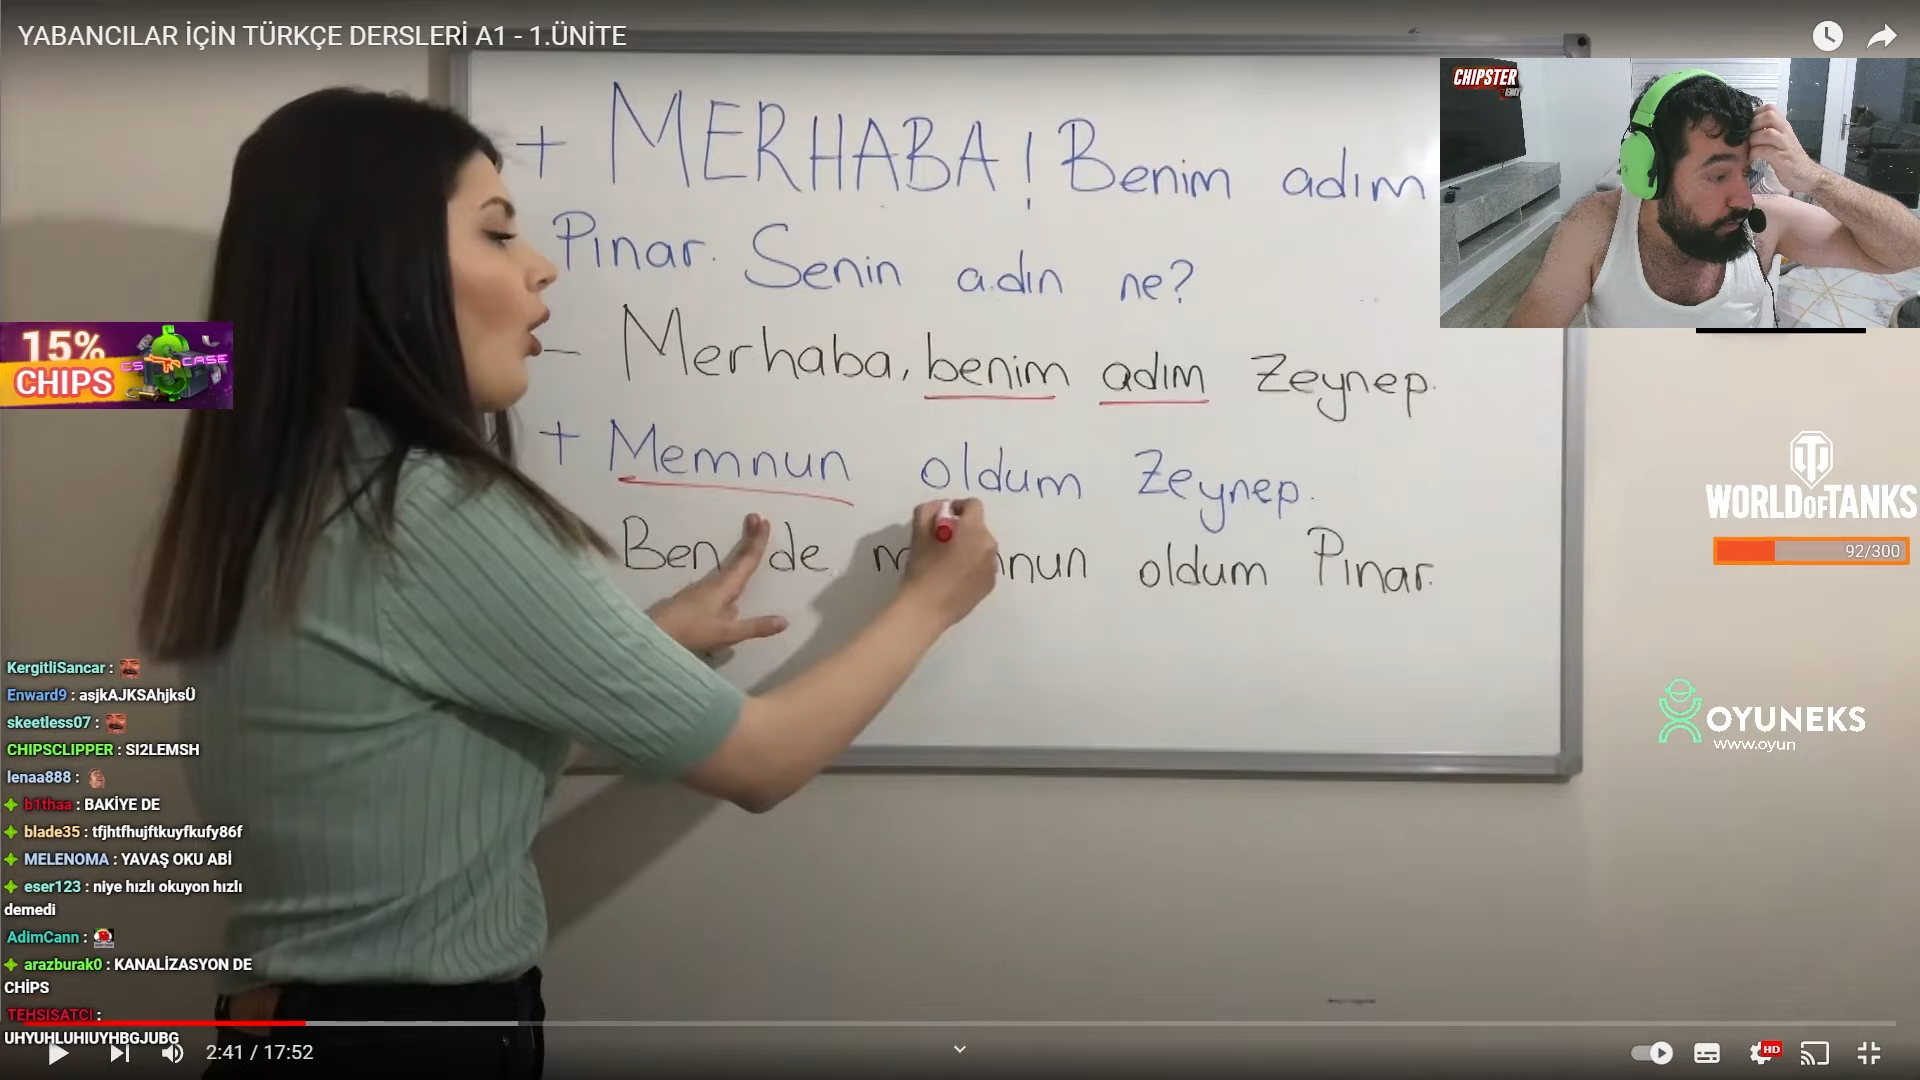 YABANCILAR İÇİN TÜRKÇE DERSLERİ A1 - 1.ÜNİTE
+ MERHABA! Benim adım
Pınar. Senin adın ne?
- Merhaba, benim adım Zeynep.
+ Memnun oldum Zeynep.
Ben de oldum Pınar.
CHIPSTER
15%
CHIPS
CS CASE
WORLD OF TANKS
92/300
OYUNEKS
www.oyun
KergitliSancar :
Enward9 : asjkAJKSAhjksÜ
skeetless07 :
CHIPSCLIPPER : SI2LEMSH
lenaa888 :
b1thaa : BAKİYE DE
blade35 : tfjhtfhujftkuyfkufy86f
MELENOMA : YAVAŞ OKU ABİ
eser123 : niye hızlı okuyon hızlı
demedi
AdimCann :
arazburak0 : KANALİZASYON DE
CHİPS
TEHSISATCI :
UHYUHLUHIUYHBGJUBG
2:41 / 17:52
HD